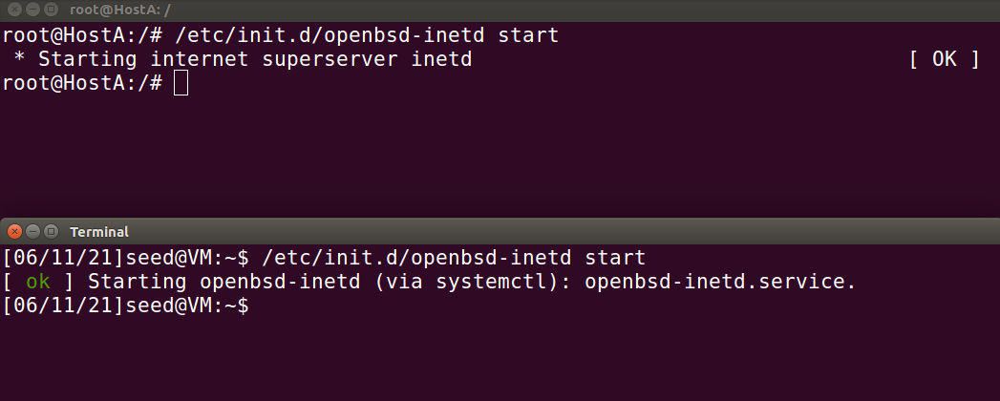 root@HostA: /
root@HostA:/# /etc/init.d/openbsd-inetd start
 * Starting internet superserver inetd [ OK ]
root@HostA:/#
Terminal
[06/11/21]seed@VM:~$ /etc/init.d/openbsd-inetd start
[ ok ] Starting openbsd-inetd (via systemctl): openbsd-inetd.service.
[06/11/21]seed@VM:~$